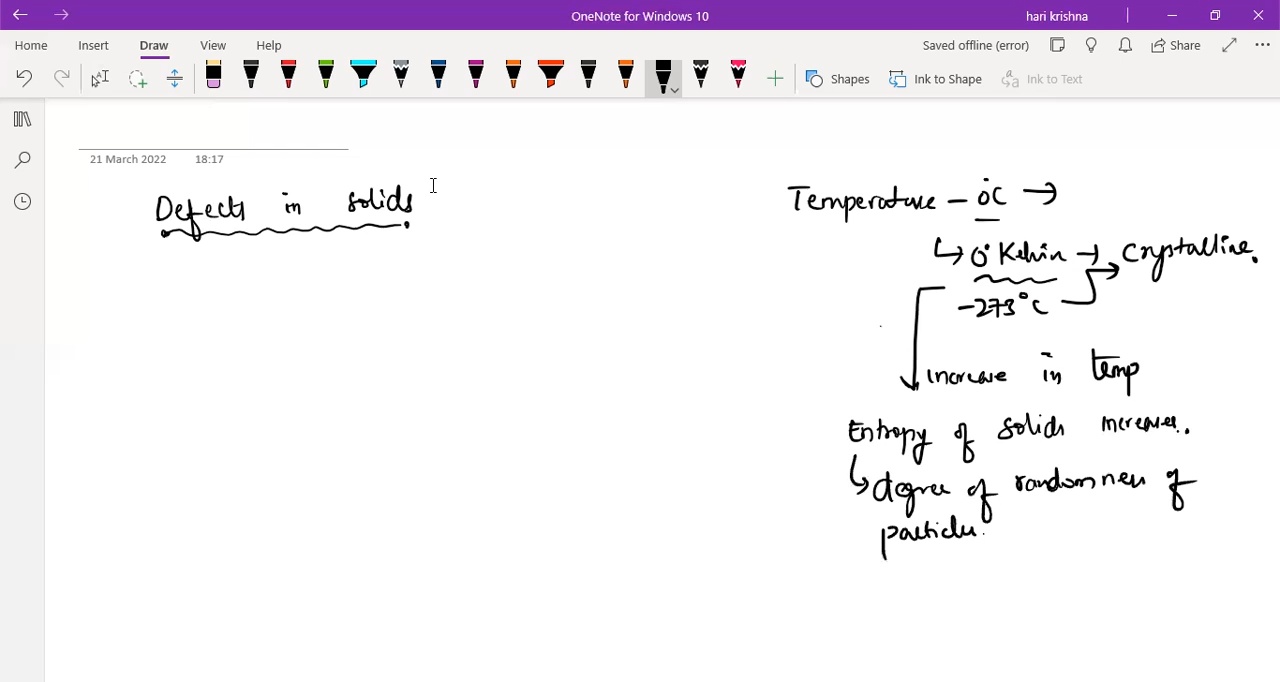 OneNote for Windows 10
hari krishna
Home Insert Draw View Help
Saved offline (error) Share
Shapes Ink to Shape Ink to Text
21 March 2022 18:17
Defects in solids
Temperature – 0°C →
↳ 0° Kelvin → Crystalline.
-273°C
increase in temp
Entropy of solids increases.
↳ degree of randomness of
particles.